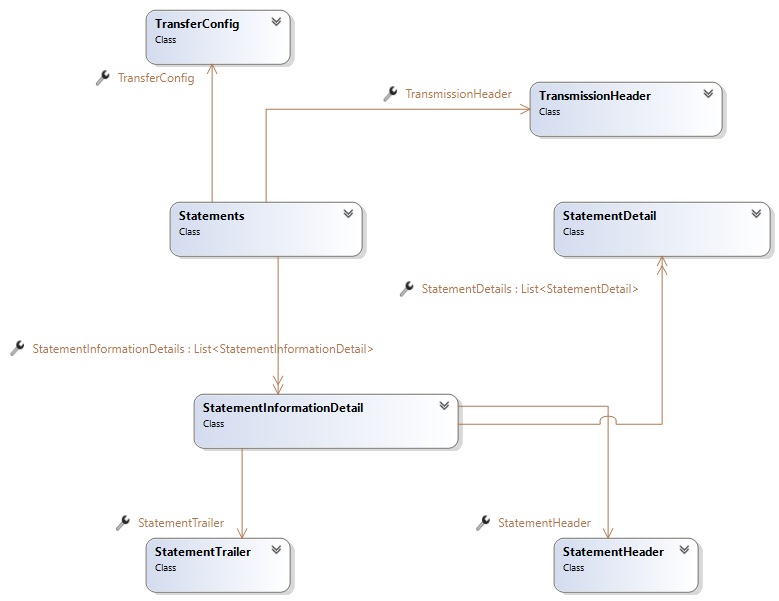 TransferConfig
Class
TransferConfig
TransmissionHeader
TransmissionHeader
Class
Statements
Class
StatementDetail
Class
StatementDetails : List<StatementDetail>
StatementInformationDetails : List<StatementInformationDetail>
StatementInformationDetail
Class
StatementTrailer
StatementHeader
StatementTrailer
Class
StatementHeader
Class